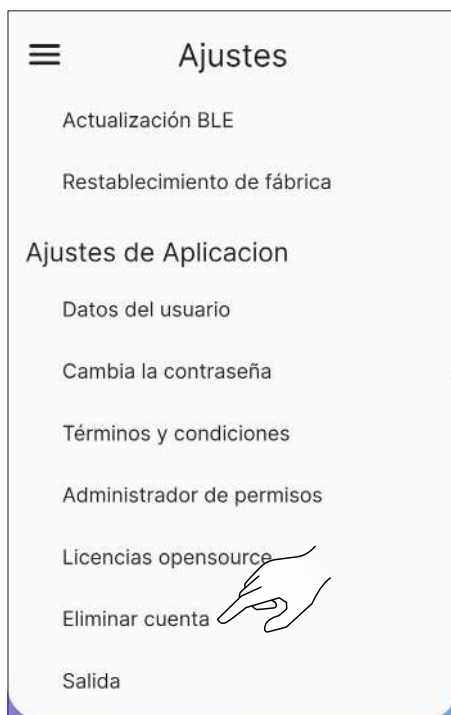 Ajustes
Actualización BLE
Restablecimiento de fábrica
Ajustes de Aplicacion
Datos del usuario
Cambia la contraseña
Términos y condiciones
Administrador de permisos
Licencias opensource
Eliminar cuenta
Salida